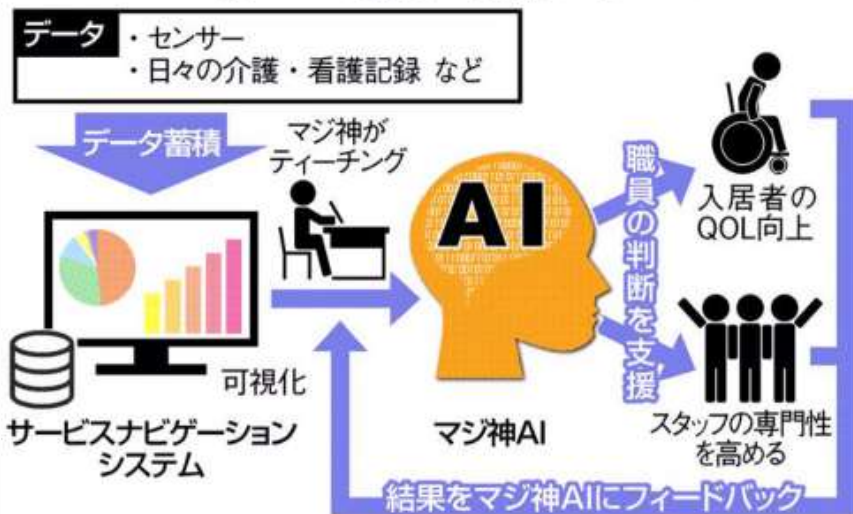 データ
・センサー
・日々の介護・看護記録 など
データ蓄積
マジ神が
ティーチング
AI
職員の判断を支援
入居者の
QOL向上
可視化
サービスナビゲーション
システム
マジ神AI
スタッフの専門性
を高める
結果をマジ神AIにフィードバック